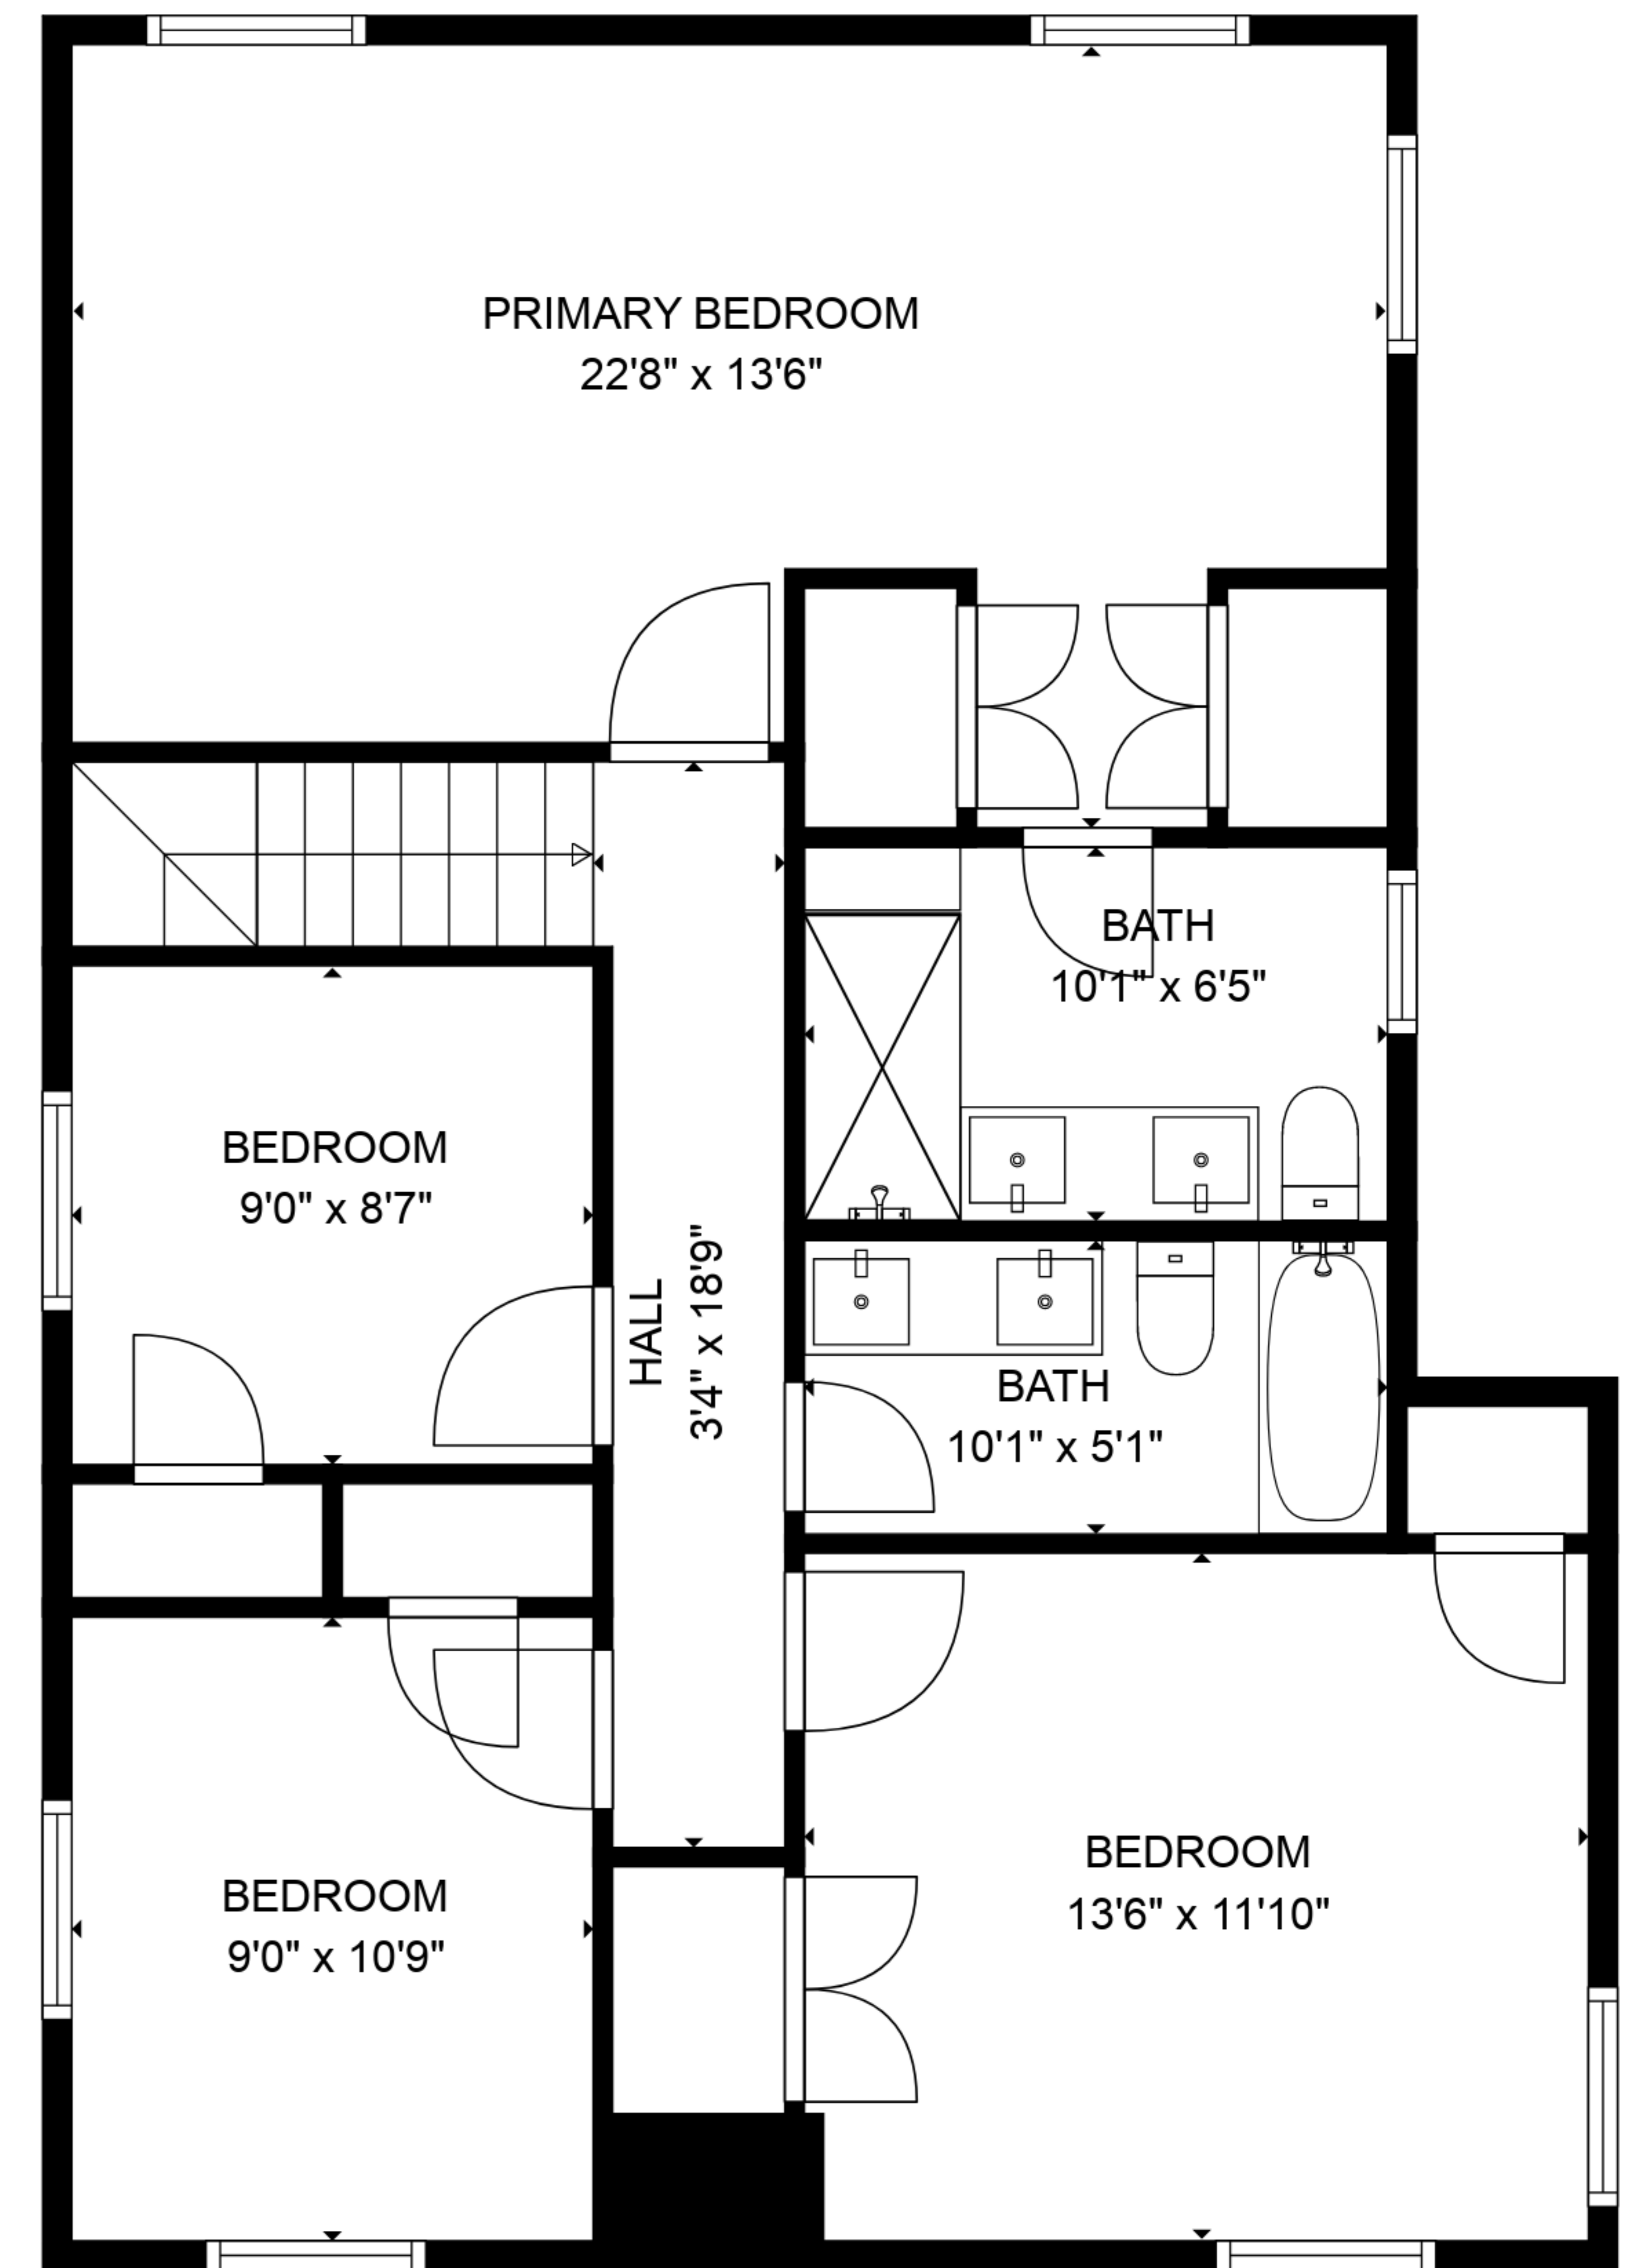 PRIMARY BEDROOM
22'8" x 13'6"
BATH
10'1" x 6'5"
BEDROOM
9'0" x 8'7"
HALL
3'4" x 18'9"
BATH
10'1" x 5'1"
BEDROOM
13'6" x 11'10"
BEDROOM
9'0" x 10'9"